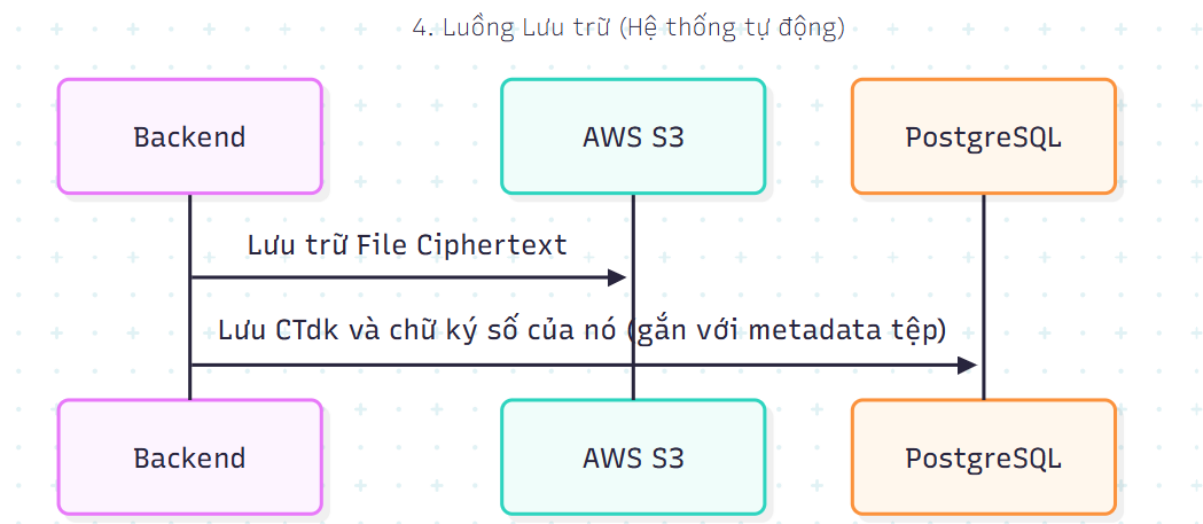 4. Luồng Lưu trữ (Hệ thống tự động)
Backend
AWS S3
PostgreSQL
Lưu trữ File Ciphertext
Lưu CTdk và chữ ký số của nó (gắn với metadata tệp)
Backend
AWS S3
PostgreSQL